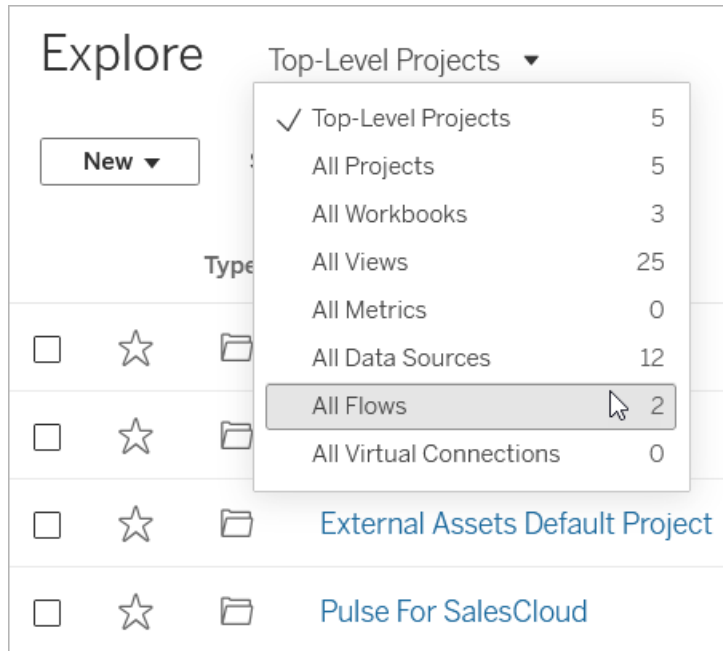 Explore
Top-Level Projects
Top-Level Projects 5
New
All Projects 5
All Workbooks 3
All Views 25
Type
All Metrics 0
All Data Sources 12
All Flows 2
All Virtual Connections 0
External Assets Default Project
Pulse For SalesCloud